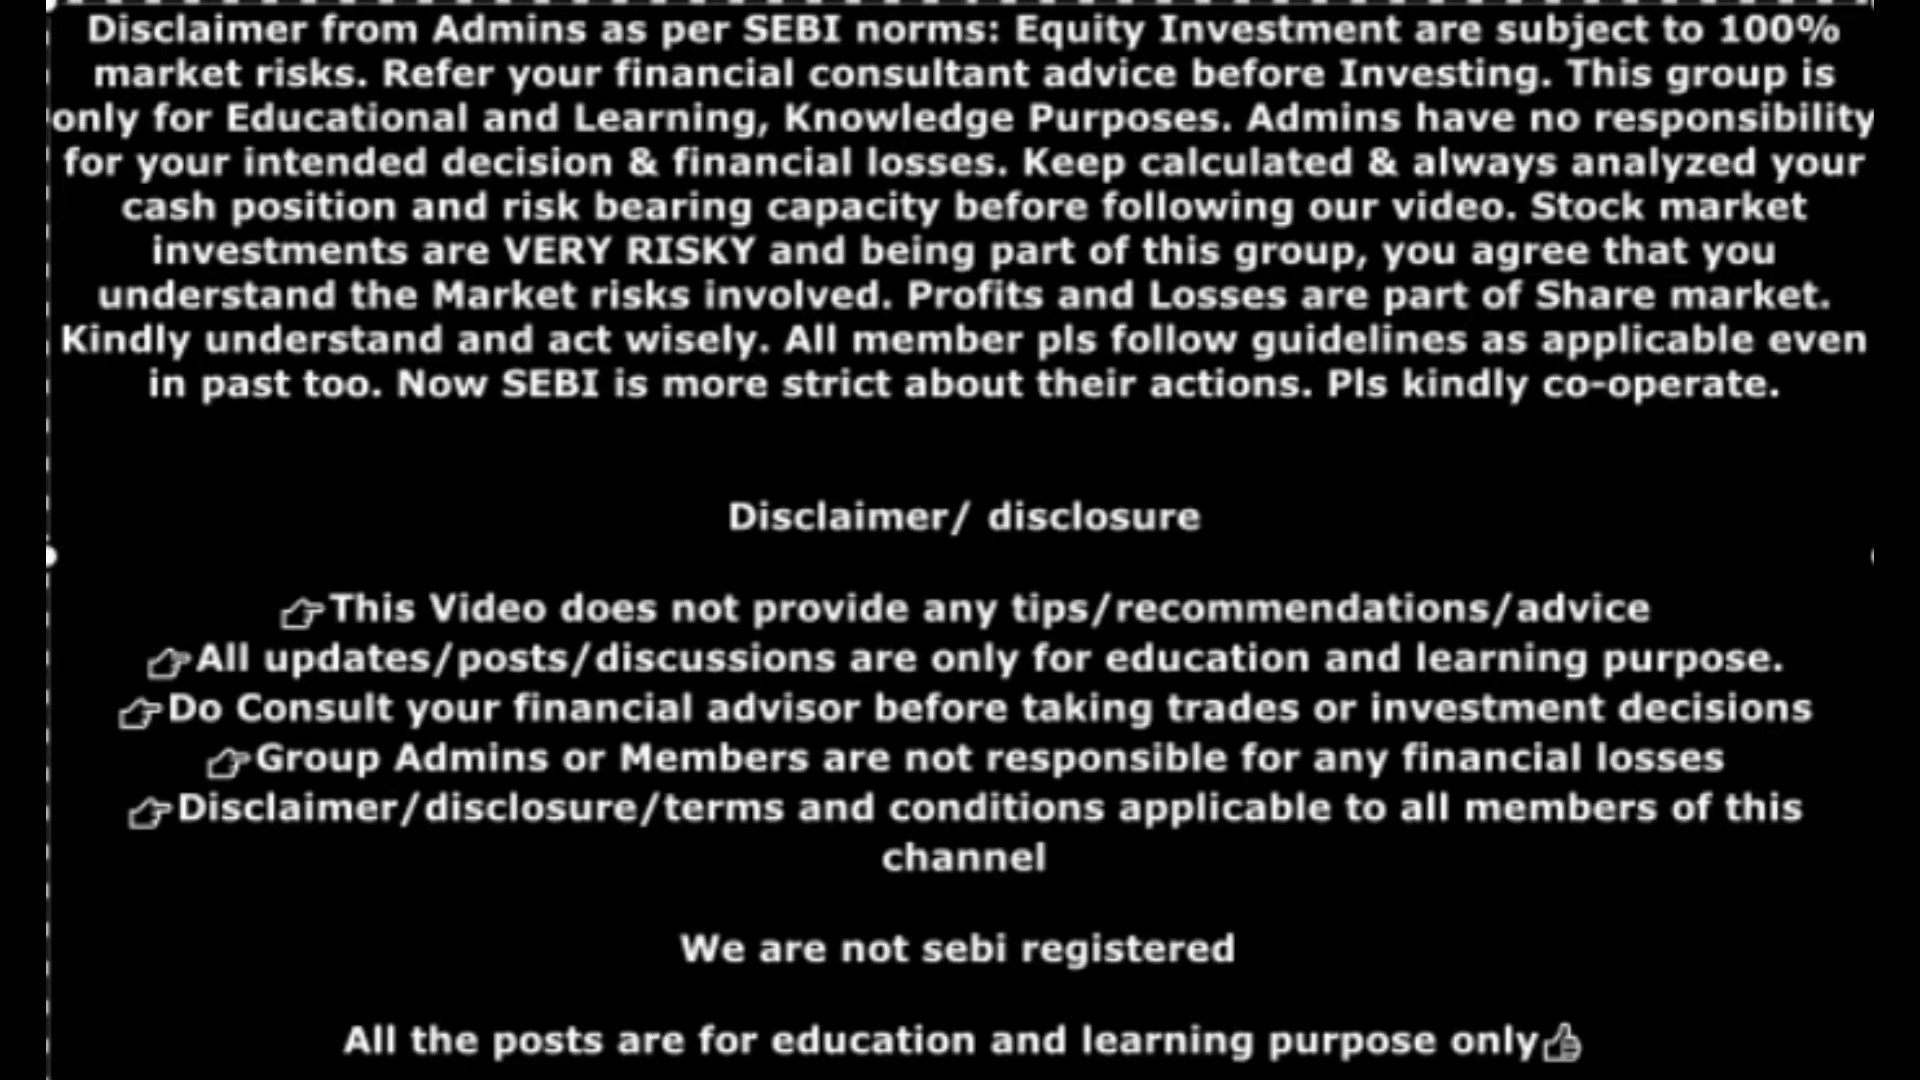 Disclaimer from Admins as per SEBI norms: Equity Investment are subject to 100%
market risks. Refer your financial consultant advice before Investing. This group is
only for Educational and Learning, Knowledge Purposes. Admins have no responsibility
for your intended decision & financial losses. Keep calculated & always analyzed your
cash position and risk bearing capacity before following our video. Stock market
investments are VERY RISKY and being part of this group, you agree that you
understand the Market risks involved. Profits and Losses are part of Share market.
Kindly understand and act wisely. All member pls follow guidelines as applicable even
in past too. Now SEBI is more strict about their actions. Pls kindly co-operate.
Disclaimer/ disclosure
👉This Video does not provide any tips/recommendations/advice
👉All updates/posts/discussions are only for education and learning purpose.
👉Do Consult your financial advisor before taking trades or investment decisions
👉Group Admins or Members are not responsible for any financial losses
👉Disclaimer/disclosure/terms and conditions applicable to all members of this
channel
We are not sebi registered
All the posts are for education and learning purpose only👍